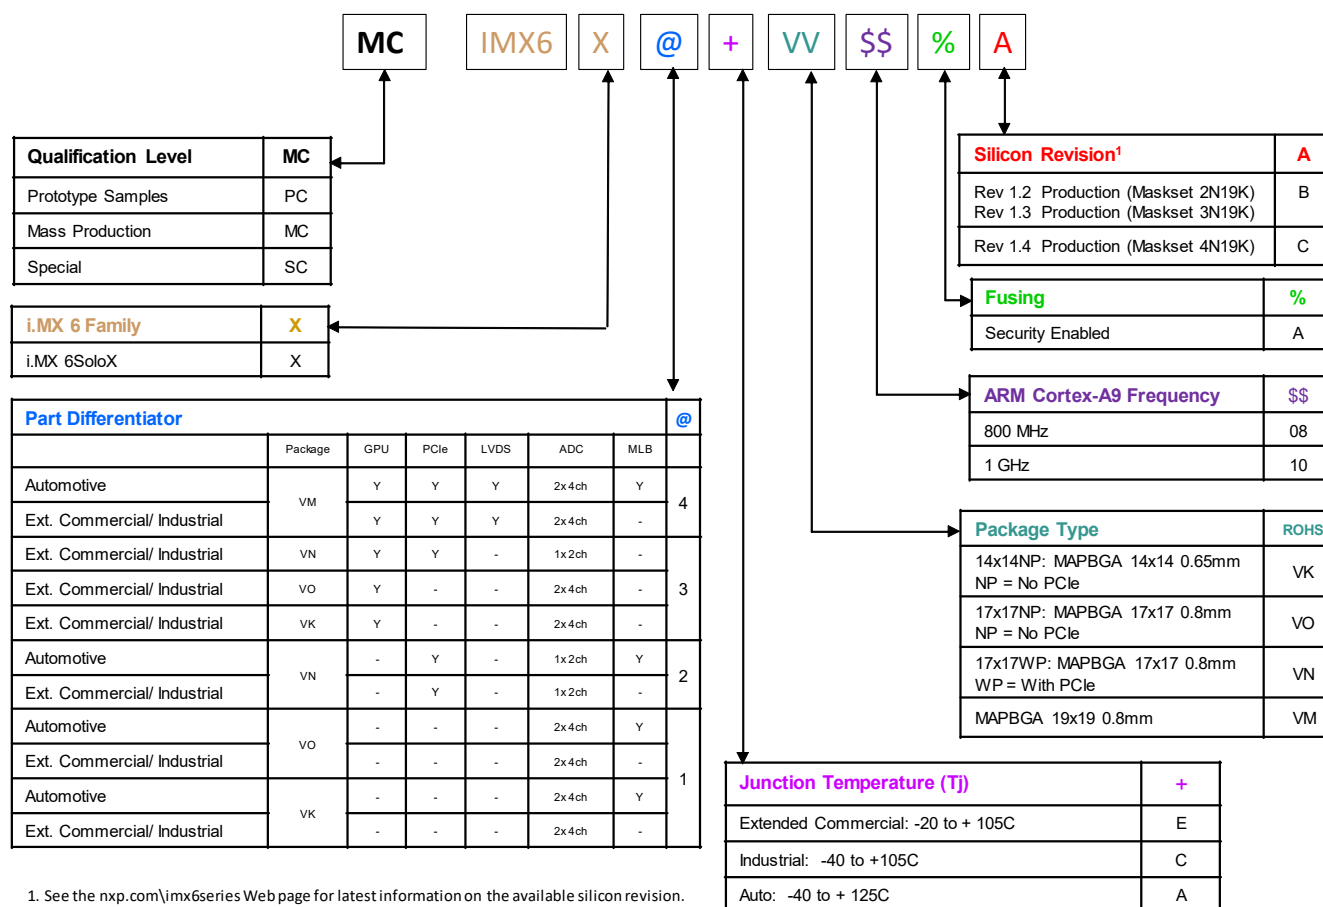 MC IMX6 X @ + VV $$ % A
Qualification Level MC
Prototype Samples PC
Mass Production MC
Special SC
i.MX 6 Family X
i.MX 6SoloX X
Part Differentiator @
Package GPU PCIe LVDS ADC MLB
Automotive VM Y Y Y 2x4ch Y 4
Ext. Commercial/ Industrial Y Y Y 2x4ch -
Ext. Commercial/ Industrial VN Y Y - 1x2ch - 3
Ext. Commercial/ Industrial VO Y - - 2x4ch -
Ext. Commercial/ Industrial VK Y - - 2x4ch -
Automotive VN - Y - 1x2ch Y 2
Ext. Commercial/ Industrial - Y - 1x2ch -
Automotive VO - - - 2x4ch Y 1
Ext. Commercial/ Industrial - - - 2x4ch -
Automotive VK - - - 2x4ch Y
Ext. Commercial/ Industrial - - - 2x4ch -
Silicon Revision1 A
Rev 1.2 Production (Maskset 2N19K) B
Rev 1.3 Production (Maskset 3N19K)
Rev 1.4 Production (Maskset 4N19K) C
Fusing %
Security Enabled A
ARM Cortex-A9 Frequency $$
800 MHz 08
1 GHz 10
Package Type ROHS
14x14NP: MAPBGA 14x14 0.65mm VK
NP = No PCIe
17x17NP: MAPBGA 17x17 0.8mm VO
NP = No PCIe
17x17WP: MAPBGA 17x17 0.8mm VN
WP = With PCIe
MAPBGA 19x19 0.8mm VM
Junction Temperature (Tj) +
Extended Commercial: -20 to + 105C E
Industrial: -40 to +105C C
Auto: -40 to + 125C A
1. See the nxp.com\imx6series Web page for latest information on the available silicon revision.